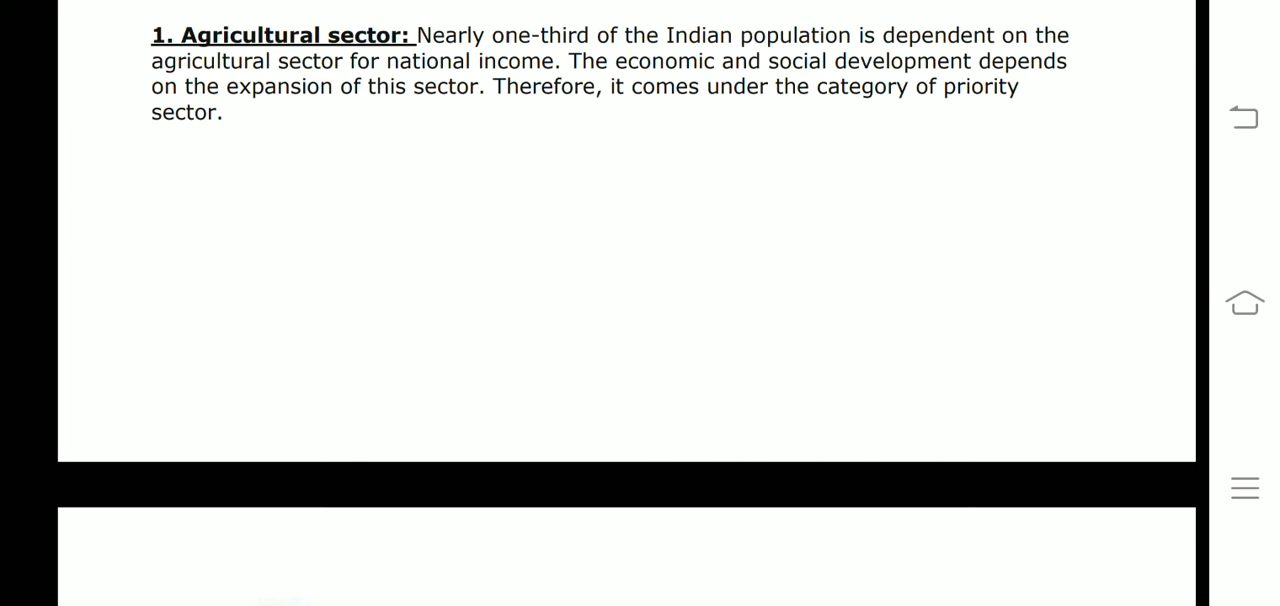 1. Agricultural sector: Nearly one-third of the Indian population is dependent on the
agricultural sector for national income. The economic and social development depends
on the expansion of this sector. Therefore, it comes under the category of priority
sector.